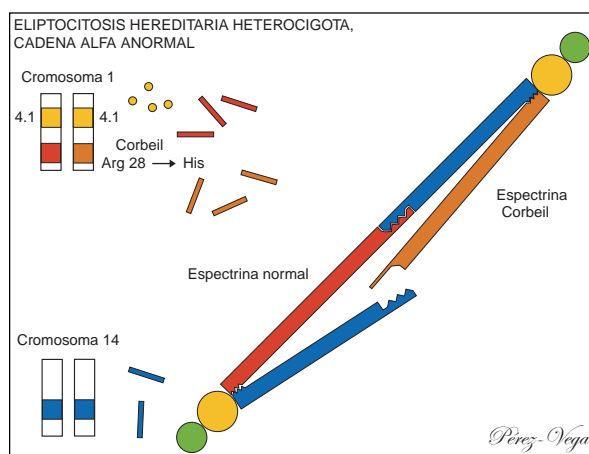 ELIPTOCITOSIS HEREDITARIA HETEROCIGOTA,
CADENA ALFA ANORMAL
Cromosoma 1
4.1
4.1
Corbeil
Arg 28 → His
Espectrina
Corbeil
Espectrina normal
Cromosoma 14
Pérez-Vega